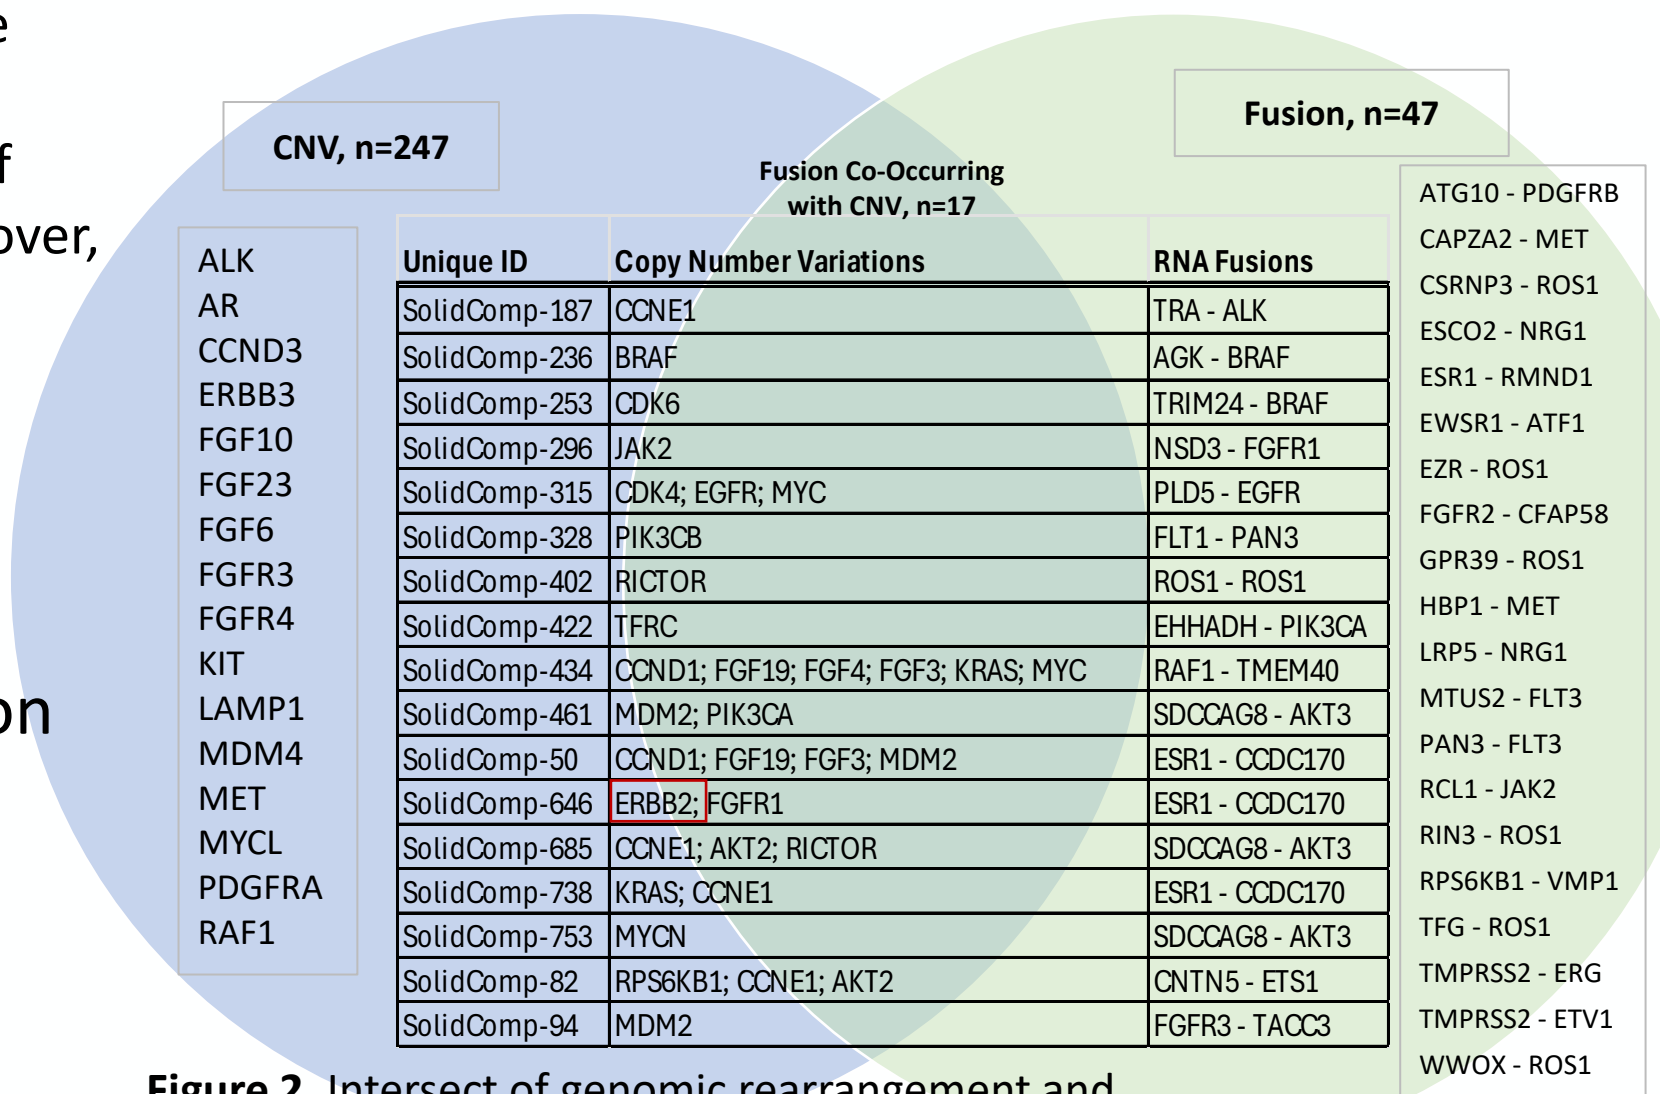 e
f
over,
on
CNV, n=247
Fusion, n=47
Fusion Co-Occurring
with CNV, n=17
ALK
AR
CCND3
ERBB3
FGF10
FGF23
FGF6
FGFR3
FGFR4
KIT
LAMP1
MDM4
MET
MYCL
PDGFRA
RAF1
Unique ID Copy Number Variations RNA Fusions
SolidComp-187 CCNE1 TRA - ALK
SolidComp-236 BRAF AGK - BRAF
SolidComp-253 CDK6 TRIM24 - BRAF
SolidComp-296 JAK2 NSD3 - FGFR1
SolidComp-315 CDK4; EGFR; MYC PLD5 - EGFR
SolidComp-328 PIK3CB FLT1 - PAN3
SolidComp-402 RICTOR ROS1 - ROS1
SolidComp-422 TFRC EHHADH - PIK3CA
SolidComp-434 CCND1; FGF19; FGF4; FGF3; KRAS; MYC RAF1 - TMEM40
SolidComp-461 MDM2; PIK3CA SDCCAG8 - AKT3
SolidComp-50 CCND1; FGF19; FGF3; MDM2 ESR1 - CCDC170
SolidComp-646 ERBB2; FGFR1 ESR1 - CCDC170
SolidComp-685 CCNE1; AKT2; RICTOR SDCCAG8 - AKT3
SolidComp-738 KRAS; CCNE1 ESR1 - CCDC170
SolidComp-753 MYCN SDCCAG8 - AKT3
SolidComp-82 RPS6KB1; CCNE1; AKT2 CNTN5 - ETS1
SolidComp-94 MDM2 FGFR3 - TACC3
ATG10 - PDGFRB
CAPZA2 - MET
CSRNP3 - ROS1
ESCO2 - NRG1
ESR1 - RMND1
EWSR1 - ATF1
EZR - ROS1
FGFR2 - CFAP58
GPR39 - ROS1
HBP1 - MET
LRP5 - NRG1
MTUS2 - FLT3
PAN3 - FLT3
RCL1 - JAK2
RIN3 - ROS1
RPS6KB1 - VMP1
TFG - ROS1
TMPRSS2 - ERG
TMPRSS2 - ETV1
WWOX - ROS1
Figure 2. Intersect of genomic rearrangement and